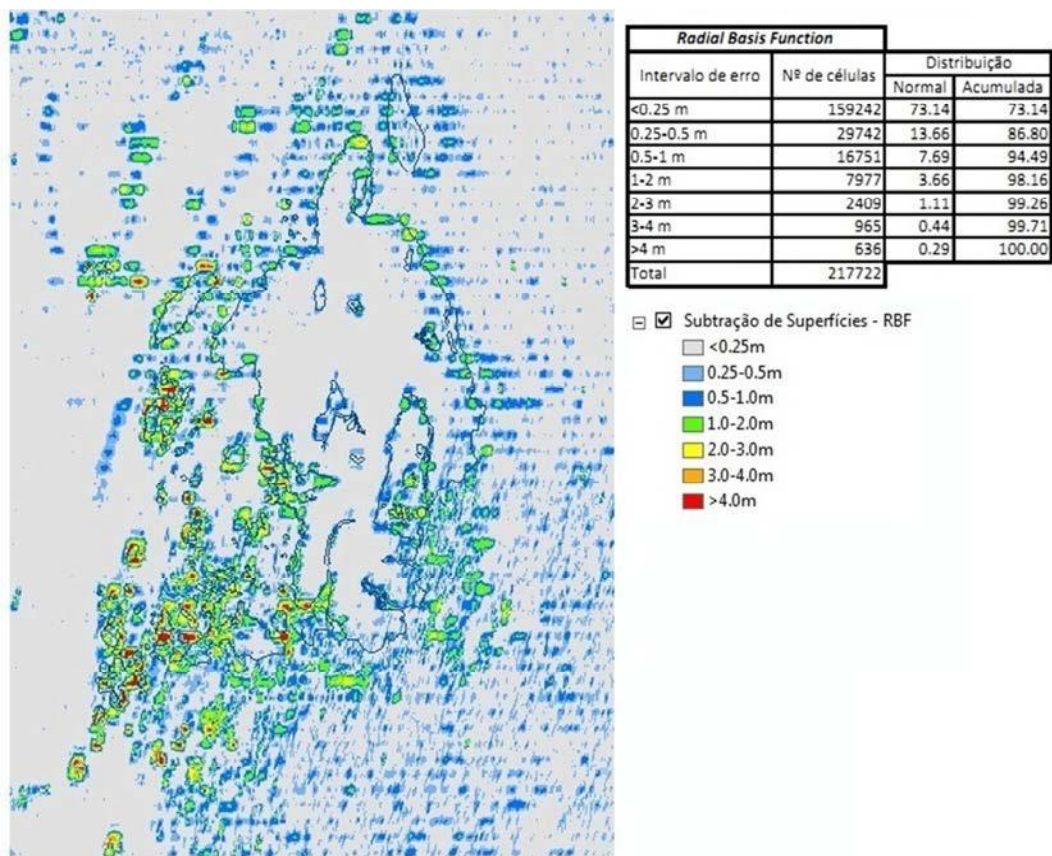 Radial Basis Function
Intervalo de erro Nº de células Distribuição
Normal Acumulada
<0.25 m 159242 73.14 73.14
0.25-0.5 m 29742 13.66 86.80
0.5-1 m 16751 7.69 94.49
1-2 m 7977 3.66 98.16
2-3 m 2409 1.11 99.26
3-4 m 965 0.44 99.71
>4 m 636 0.29 100.00
Total 217722
Subtração de Superfícies - RBF
<0.25m
0.25-0.5m
0.5-1.0m
1.0-2.0m
2.0-3.0m
3.0-4.0m
>4.0m